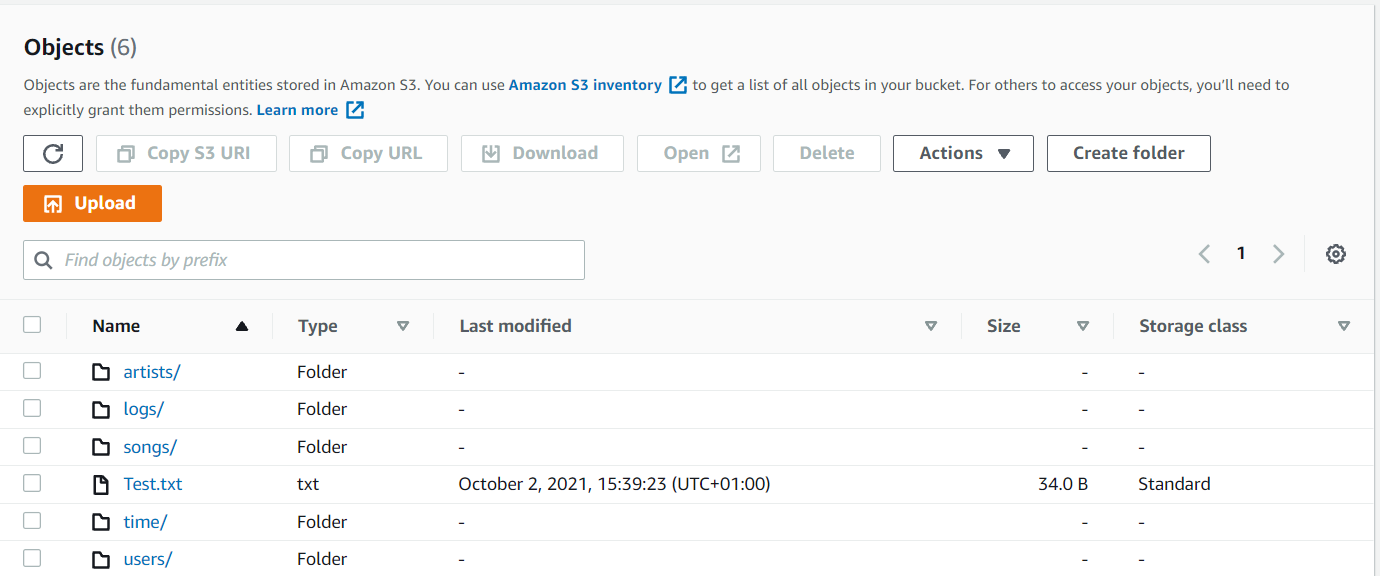 Objects (6)
Objects are the fundamental entities stored in Amazon S3. You can use Amazon S3 inventory to get a list of all objects in your bucket. For others to access your objects, you’ll need to
explicitly grant them permissions. Learn more
Copy S3 URI Copy URL Download Open Delete Actions Create folder
Upload
Find objects by prefix 1
Name Type Last modified Size Storage class
artists/ Folder - - -
logs/ Folder - - -
songs/ Folder - - -
Test.txt txt October 2, 2021, 15:39:23 (UTC+01:00) 34.0 B Standard
time/ Folder - - -
users/ Folder - - -